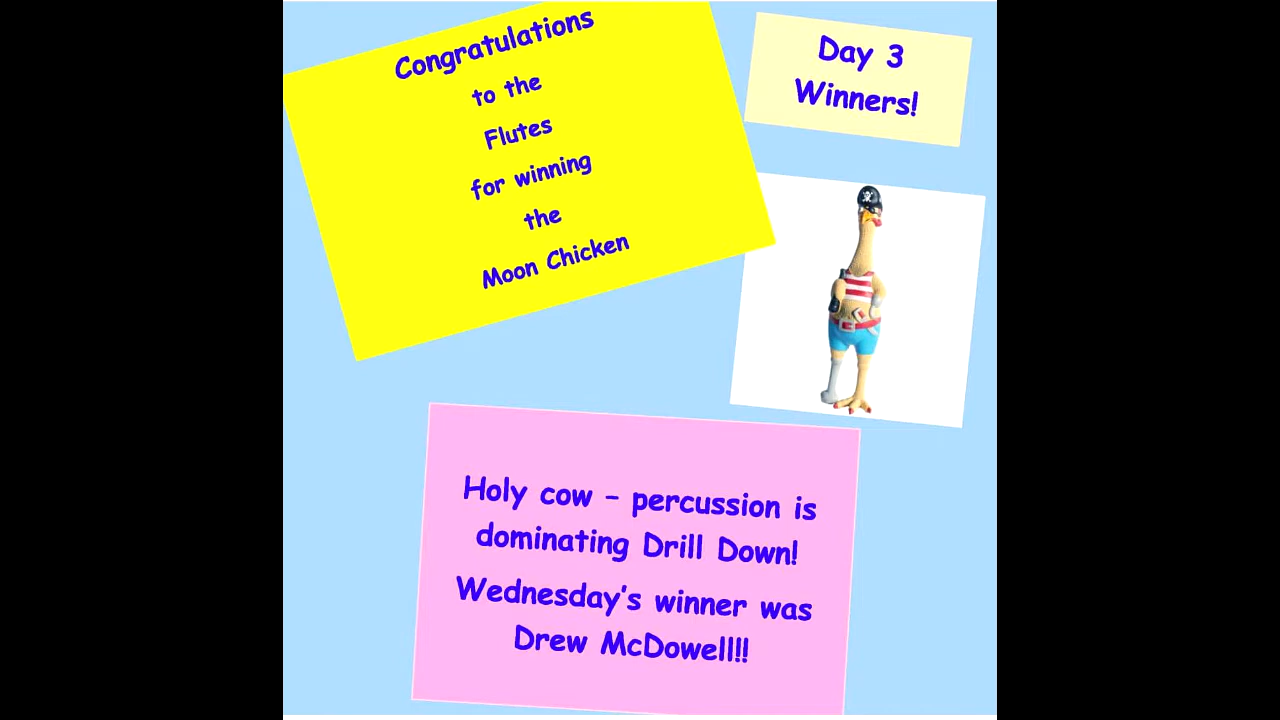 Congratulations
to the
Flutes
for winning
the
Moon Chicken
Day 3
Winners!
Holy cow – percussion is
dominating Drill Down!
Wednesday's winner was
Drew McDowell!!